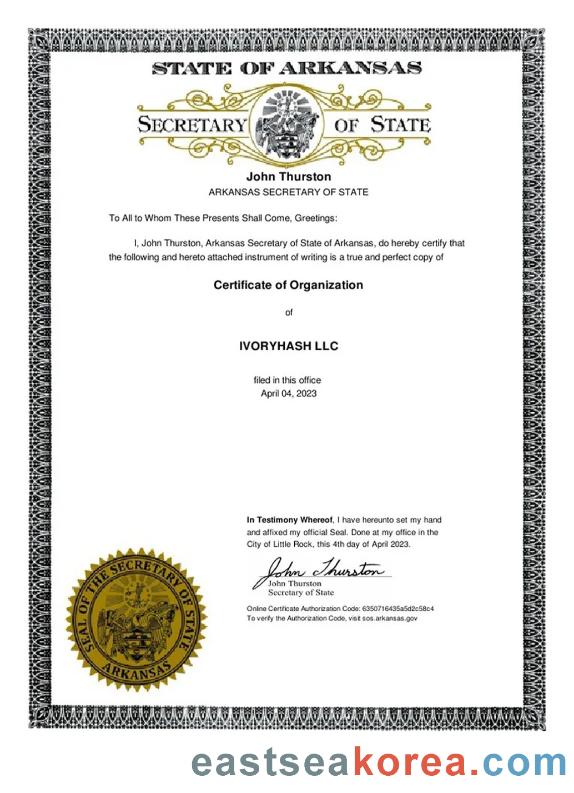 STATE OF ARKANSAS
SECRETARY OF STATE
John Thurston
ARKANSAS SECRETARY OF STATE
To All to Whom These Presents Shall Come, Greetings:
I, John Thurston, Arkansas Secretary of State of Arkansas, do hereby certify that
the following and hereto attached instrument of writing is a true and perfect copy of
Certificate of Organization
of
IVORYHASH LLC
filed in this office
April 04, 2023
In Testimony Whereof, I have hereunto set my hand
and affixed my official Seal. Done at my office in the
City of Little Rock, this 4th day of April 2023.
John Thurston
John Thurston
Secretary of State
Online Certificate Authorization Code: 6350716435a5d2c58c4
To verify the Authorization Code, visit sos.arkansas.gov
SEAL OF THE SECRETARY OF STATE
ARKANSAS
eastseakorea.com